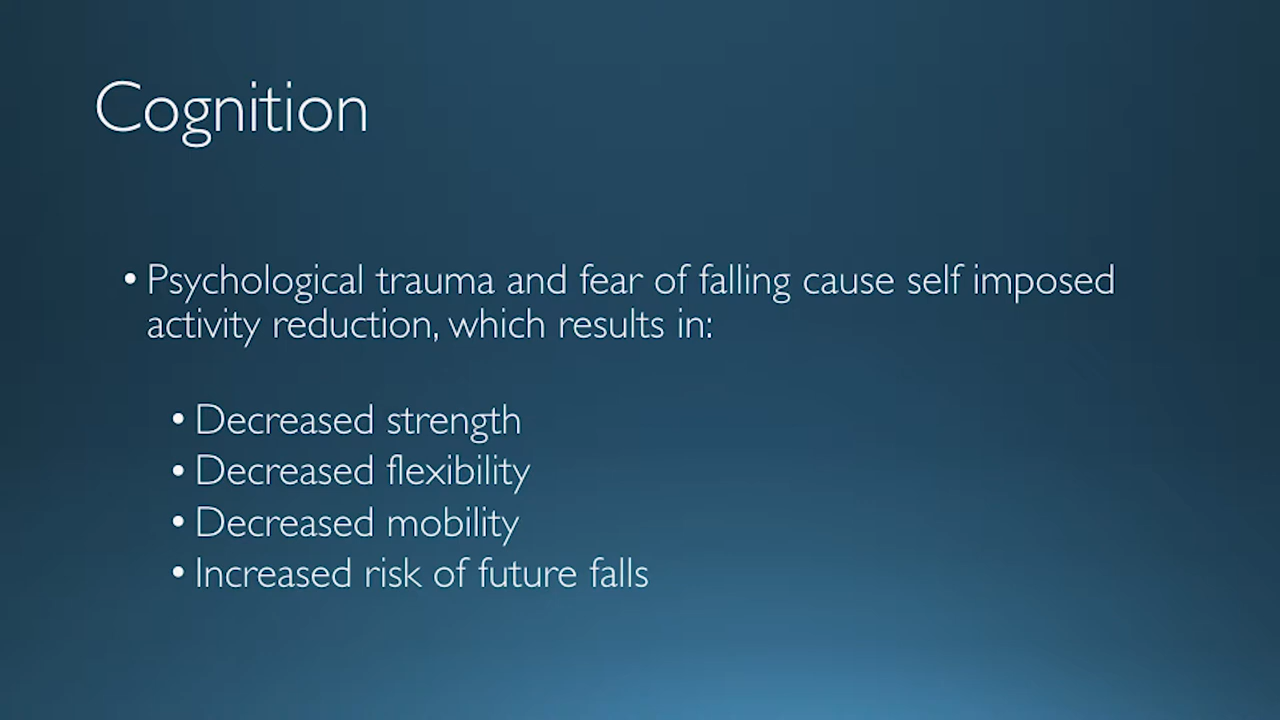 Cognition
• Psychological trauma and fear of falling cause self imposed
activity reduction, which results in:
• Decreased strength
• Decreased flexibility
• Decreased mobility
• Increased risk of future falls